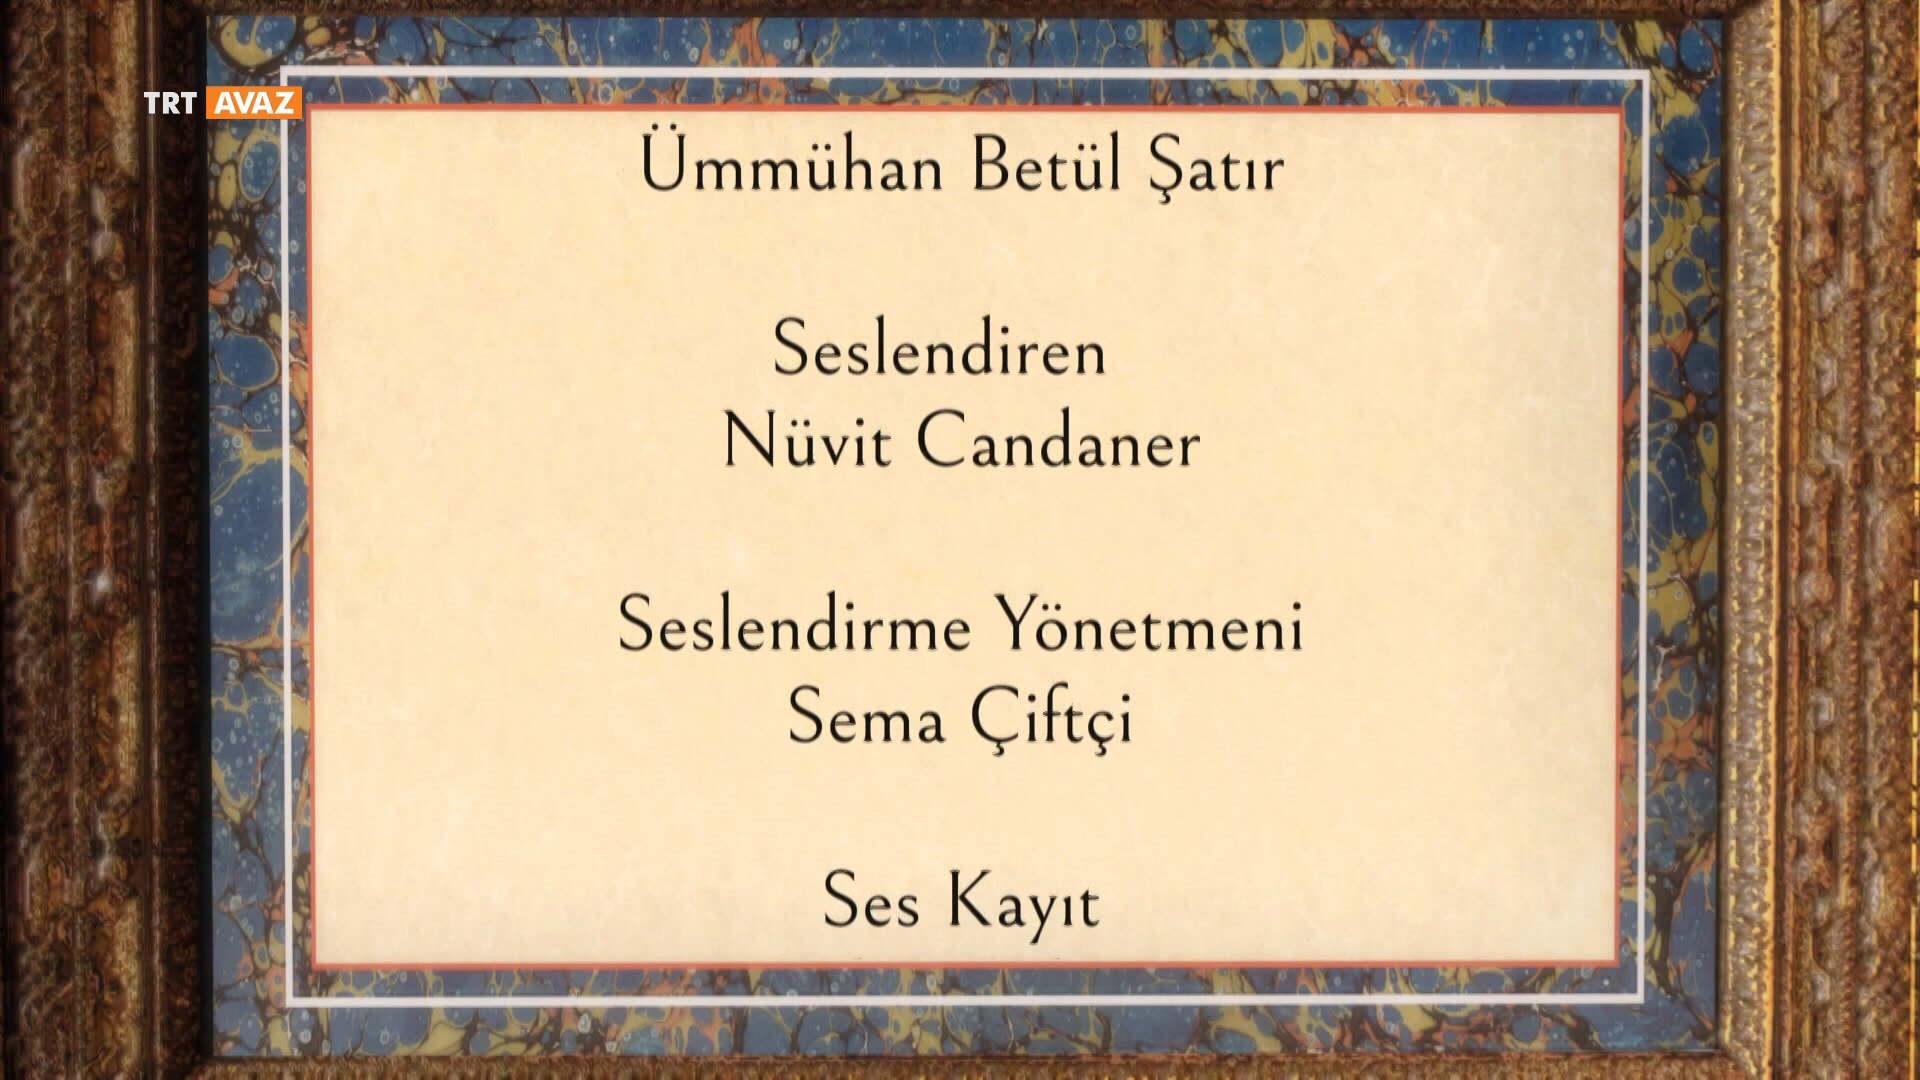 TRT AVAZ
Ümmühan Betül Şatır
Seslendiren
Nüvit Candaner
Seslendirme Yönetmeni
Sema Çiftçi
Ses Kayıt